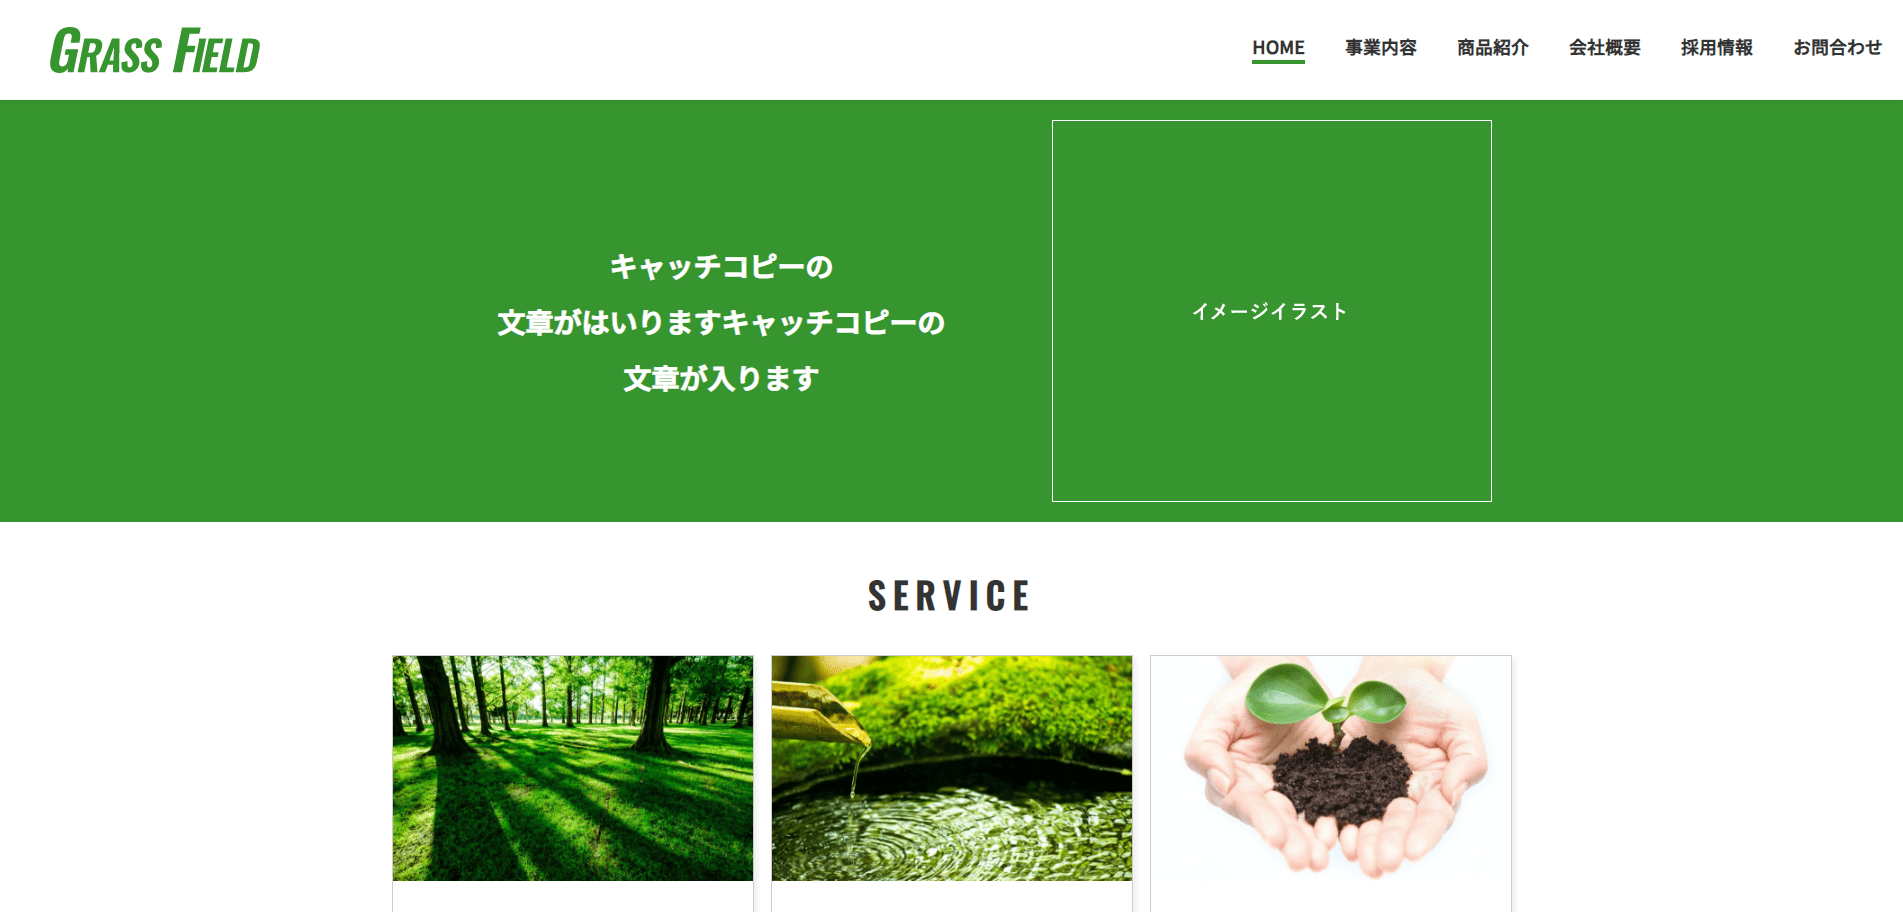 GRASS FIELD
HOME 事業内容 商品紹介 会社概要 採用情報 お問合わせ
キャッチコピーの
文章がはいりますキャッチコピーの
文章が入ります
イメージイラスト
SERVICE